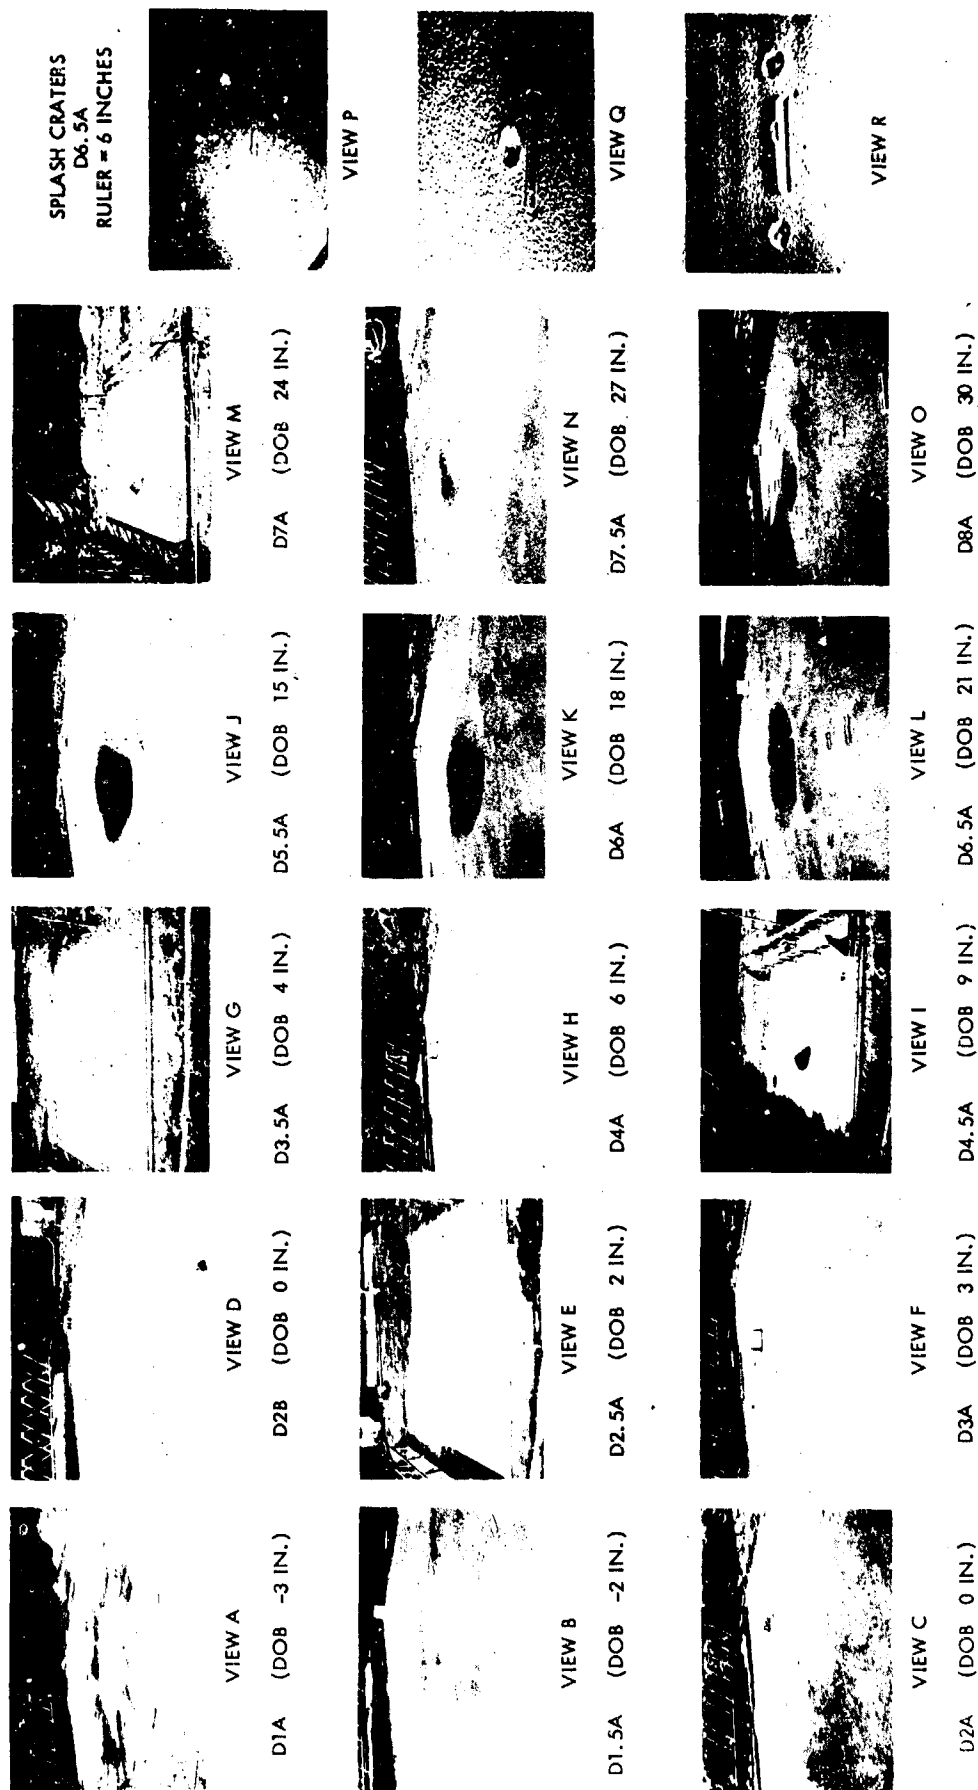 VIEW A
D1A (DOB -3 IN.)
VIEW D
D2B (DOB 0 IN.)
VIEW G
D3.5A (DOB 4 IN.)
VIEW J
D5.5A (DOB 15 IN.)
VIEW M
D7A (DOB 24 IN.)
SPLASH CRATERS
D6.5A
RULER = 6 INCHES
VIEW P
VIEW B
D1.5A (DOB -2 IN.)
VIEW E
D2.5A (DOB 2 IN.)
VIEW H
D4A (DOB 6 IN.)
VIEW K
D6A (DOB 18 IN.)
VIEW N
D7.5A (DOB 27 IN.)
VIEW Q
VIEW C
D2A (DOB 0 IN.)
VIEW F
D3A (DOB 3 IN.)
VIEW I
D4.5A (DOB 9 IN.)
VIEW L
D6.5A (DOB 21 IN.)
VIEW O
D8A (DOB 30 IN.)
VIEW R